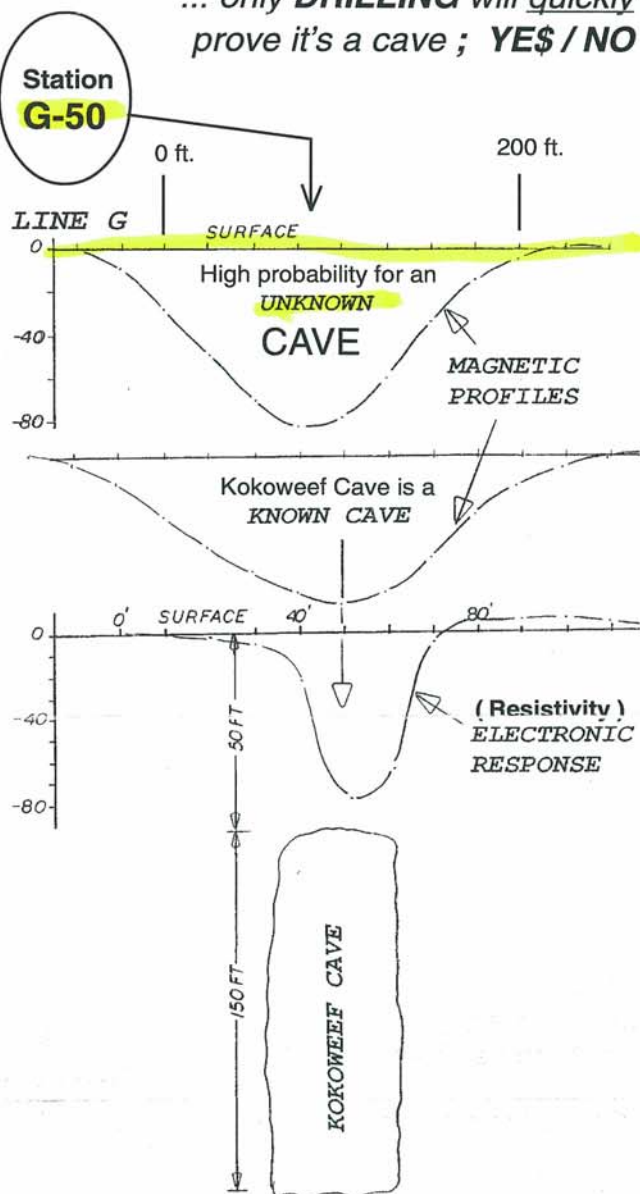 ... only DRILLING will quickly
prove it's a cave ; YE$ / NO
Station
G-50
0 ft.
200 ft.
LINE G
SURFACE
0
-40
-80
High probability for an
UNKNOWN
CAVE
MAGNETIC
PROFILES
Kokoweef Cave is a
KNOWN CAVE
0'
SURFACE
40'
80'
0
-40
-80
50 FT
(Resistivity)
ELECTRONIC
RESPONSE
150 FT
KOKOWEEF CAVE